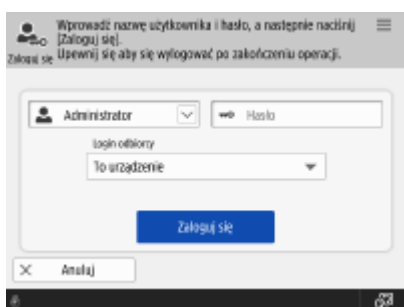 Wprowadź nazwę użytkownika i hasło, a następnie naciśnij
[Zaloguj się].
Zaloguj się
Upewnij się aby się wylogować po zakończeniu operacji.
Administrator
Hasło
Login odbiorcy
To urządzenie
Zaloguj się
Anuluj